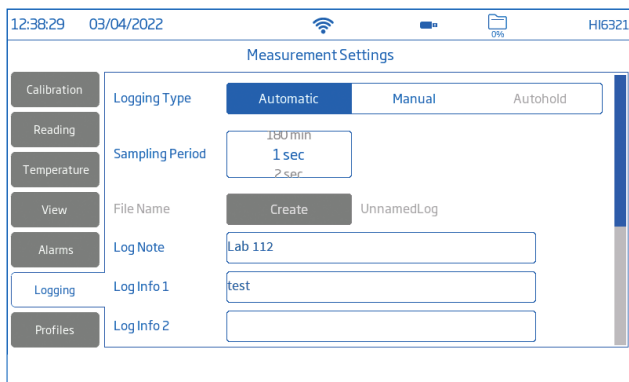 12:38:29 03/04/2022 0% HI6321
Measurement Settings
Calibration
Reading
Temperature
View
Alarms
Logging
Profiles
Logging Type Automatic Manual Autohold
180 min
Sampling Period 1 sec
2 sec
File Name Create UnnamedLog
Log Note Lab 112
Log Info 1 test
Log Info 2